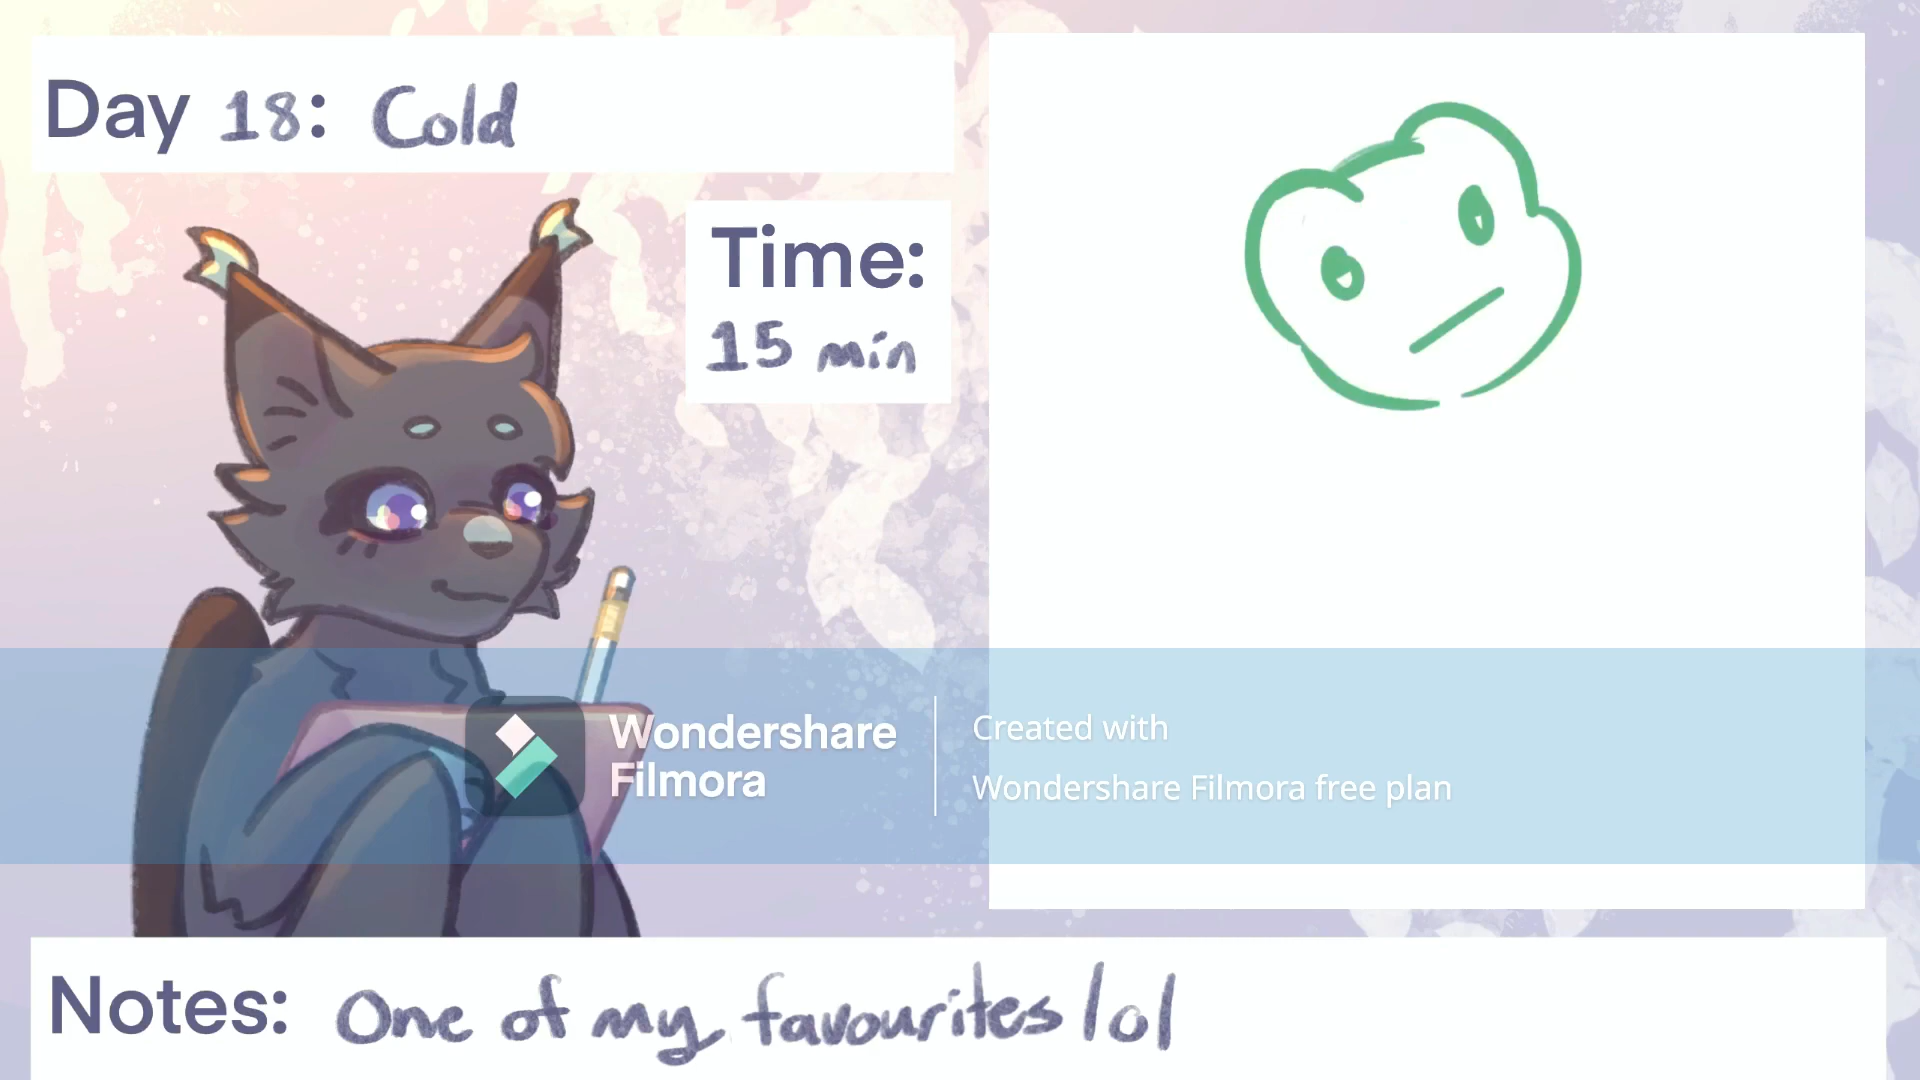 Day 18: Cold
Time:
15 min
Wondershare
Filmora
Created with
Wondershare Filmora free plan
Notes: One of my favourites lol